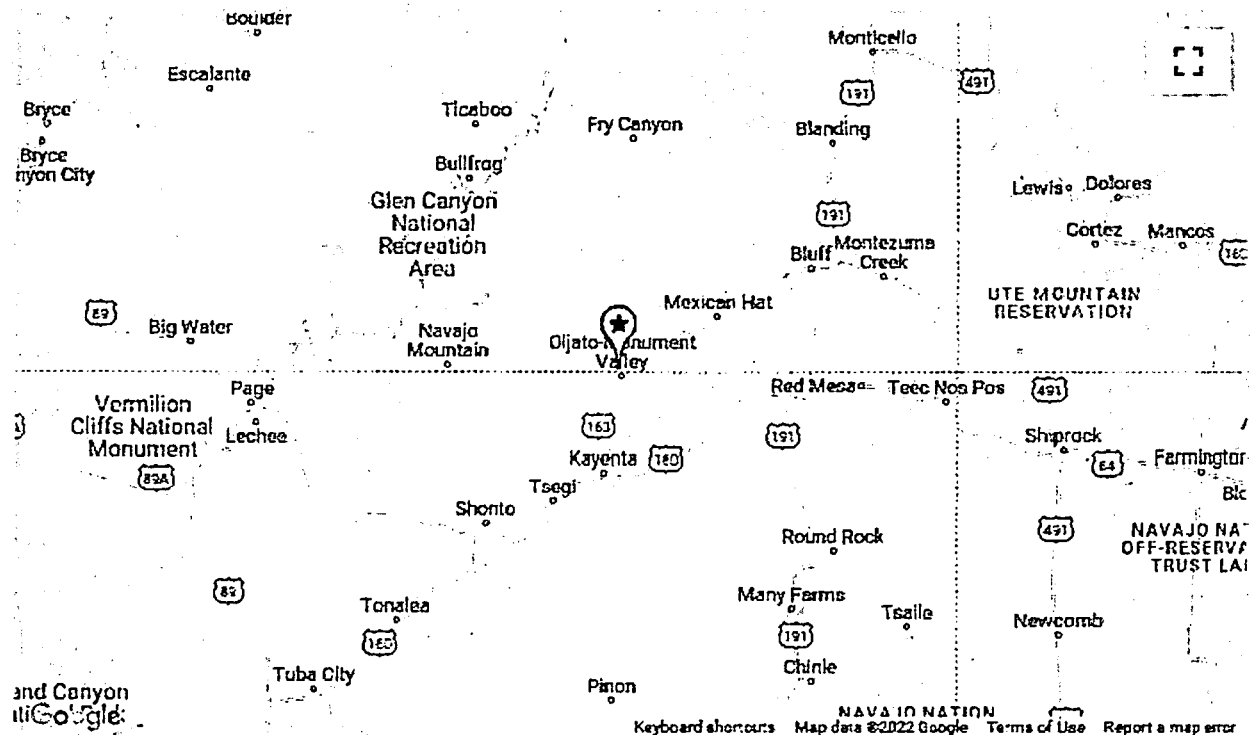 Boulder
Monticello
Escalante
491
191
Bryce
Ticaboo
Fry Canyon
Blanding
Bryce
nyon City
Bullfrog
Lewis
Dolores
Glen Canyon
National
Recreation
Area
191
Cortez
Mancos
Bluff
Montezuma
Creek
Mexican Hat
UTE MOUNTAIN
RESERVATION
89
Big Water
Navajo
Mountain
Oljato-Monument
Valley
Page
Red Mesa
Teec Nos Pos
491
Vermilion
Cliffs National
Monument
Lechee
163
191
Shiprock
Kayenta
160
64
Farmington
89A
Tsegi
Shonto
491
Round Rock
NAVAJO NAT
OFF-RESERVA
TRUST LAN
89
Many Farms
Tonalea
Tsaile
Newcomb
160
191
Tuba City
Chinle
Pinon
and Canyon
Google
NAVAJO NATION
Keyboard shortcuts
Map data ©2022 Google
Terms of Use
Report a map error